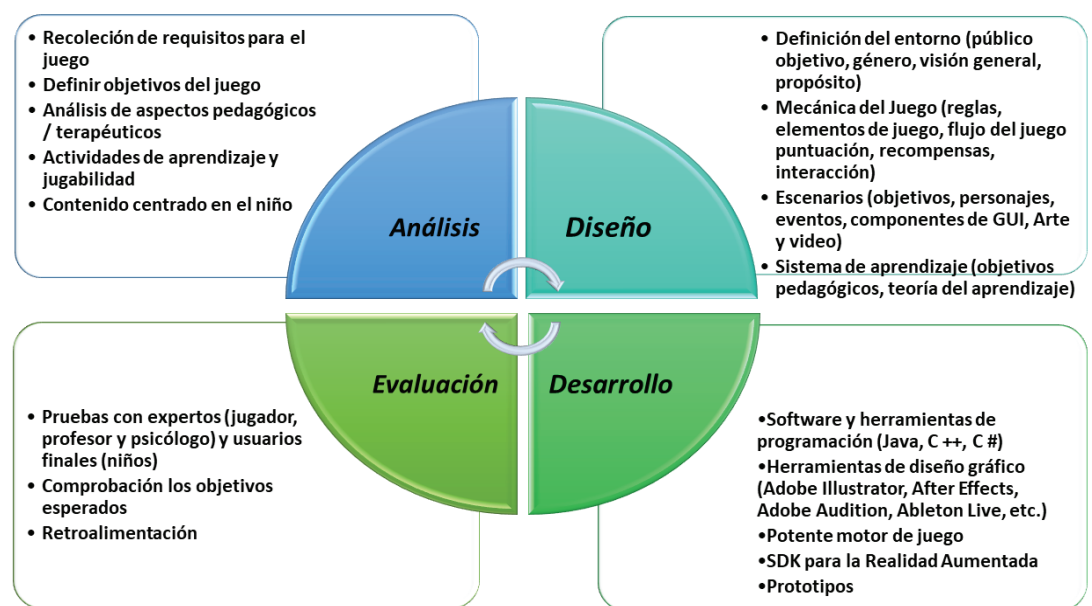 • Recoleción de requisitos para el
juego
• Definir objetivos del juego
• Análisis de aspectos pedagógicos
/ terapéuticos
• Actividades de aprendizaje y
jugabilidad
• Contenido centrado en el niño
• Definición del entorno (público
objetivo, género, visión general,
propósito)
• Mecánica del Juego (reglas,
elementos de juego, flujo del juego
puntuación, recompensas,
interacción)
• Escenarios (objetivos, personajes,
eventos, componentes de GUI, Arte
y video)
• Sistema de aprendizaje (objetivos
pedagógicos, teoría del aprendizaje)
Análisis
Diseño
Evaluación
Desarrollo
• Pruebas con expertos (jugador,
profesor y psicólogo) y usuarios
finales (niños)
• Comprobación los objetivos
esperados
• Retroalimentación
•Software y herramientas de
programación (Java, C ++, C #)
•Herramientas de diseño gráfico
(Adobe Illustrator, After Effects,
Adobe Audition, Ableton Live, etc.)
•Potente motor de juego
•SDK para la Realidad Aumentada
•Prototipos